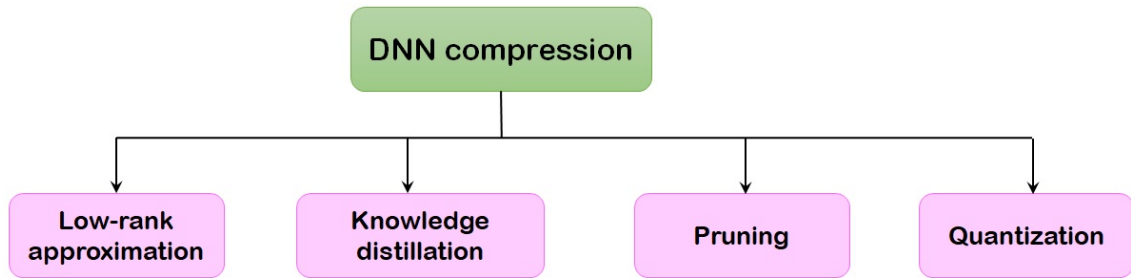 DNN compression
Low-rank
approximation
Knowledge
distillation
Pruning
Quantization